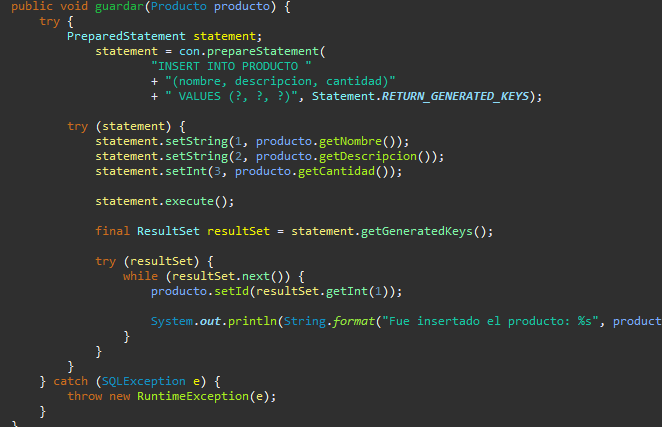 public void guardar(Producto producto) {
try {
PreparedStatement statement;
statement = con.prepareStatement(
"INSERT INTO PRODUCTO "
+ "(nombre, descripcion, cantidad)"
+ " VALUES (?, ?, ?)", Statement.RETURN_GENERATED_KEYS);
try (statement) {
statement.setString(1, producto.getNombre());
statement.setString(2, producto.getDescripcion());
statement.setInt(3, producto.getCantidad());
statement.execute();
final ResultSet resultSet = statement.getGeneratedKeys();
try (resultSet) {
while (resultSet.next()) {
producto.setId(resultSet.getInt(1));
System.out.println(String.format("Fue insertado el producto: %s", product
}
}
}
} catch (SQLException e) {
throw new RuntimeException(e);
}
}